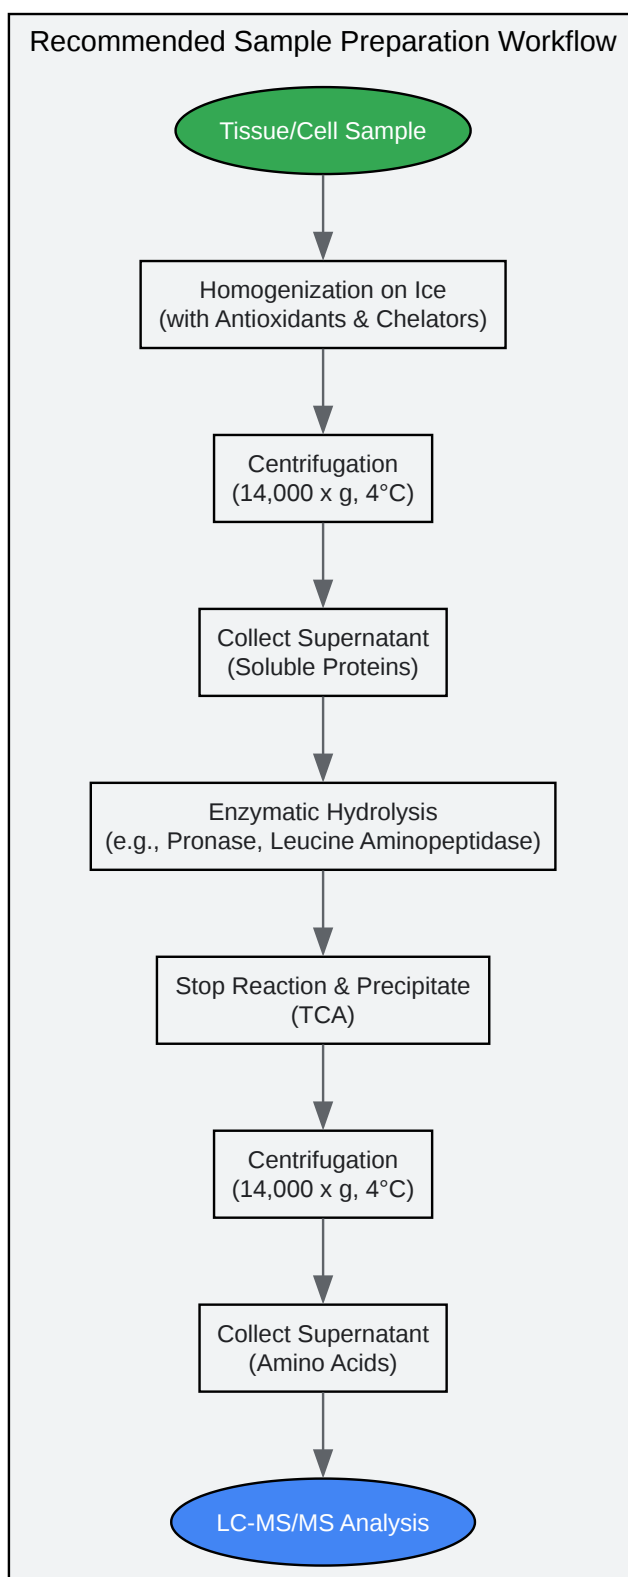 Recommended Sample Preparation Workflow
Tissue/Cell Sample
Homogenization on Ice
(with Antioxidants & Chelators)
Centrifugation
(14,000 x g, 4°C)
Collect Supernatant
(Soluble Proteins)
Enzymatic Hydrolysis
(e.g., Pronase, Leucine Aminopeptidase)
Stop Reaction & Precipitate
(TCA)
Centrifugation
(14,000 x g, 4°C)
Collect Supernatant
(Amino Acids)
LC-MS/MS Analysis